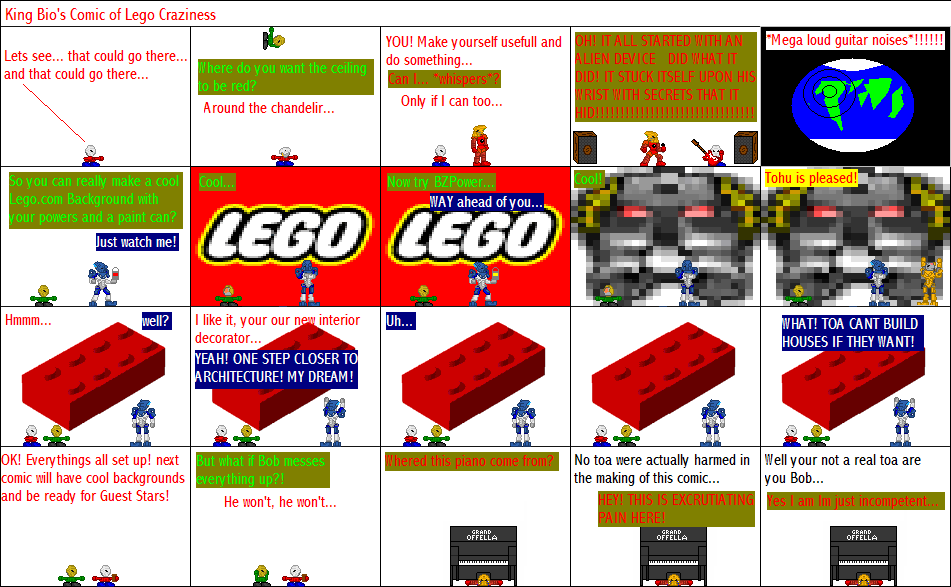 King Bio's Comic of Lego Craziness
Lets see... that could go there...
and that could go there...
Where do you want the ceiling
to be red?
Around the chandelir...
YOU! Make yourself usefull and
do something...
Can I... *whispers*?
Only if I can too...
OH! IT ALL STARTED WITH AN
ALIEN DEVICE DID WHAT IT
DID! IT STUCK ITSELF UPON HIS
WRIST WITH SECRETS THAT IT
HID!!!!!!!!!!!!!!!!!!!!!!!!!!!!!!
*Mega loud guitar noises*!!!!!!
So you can really make a cool
Lego.com Background with
your powers and a paint can?
Just watch me!
Cool...
LEGO
Now try BZPower...
WAY ahead of you...
LEGO
Cool!
Tohu is pleased!
Hmmm...
well?
I like it, your our new interior
decorator...
YEAH! ONE STEP CLOSER TO
ARCHITECTURE! MY DREAM!
Uh...
WHAT! TOA CANT BUILD
HOUSES IF THEY WANT!
OK! Everythings all set up! next
comic will have cool backgrounds
and be ready for Guest Stars!
But what if Bob messes
everything up?!
He won't, he won't...
Whered this piano come from?
GRAND
OFFELLA
No toa were actually harmed in
the making of this comic...
HEY! THIS IS EXCRUTIATING
PAIN HERE!
GRAND
OFFELLA
Well your not a real toa are
you Bob...
Yes I am Im just incompetent...
GRAND
OFFELLA